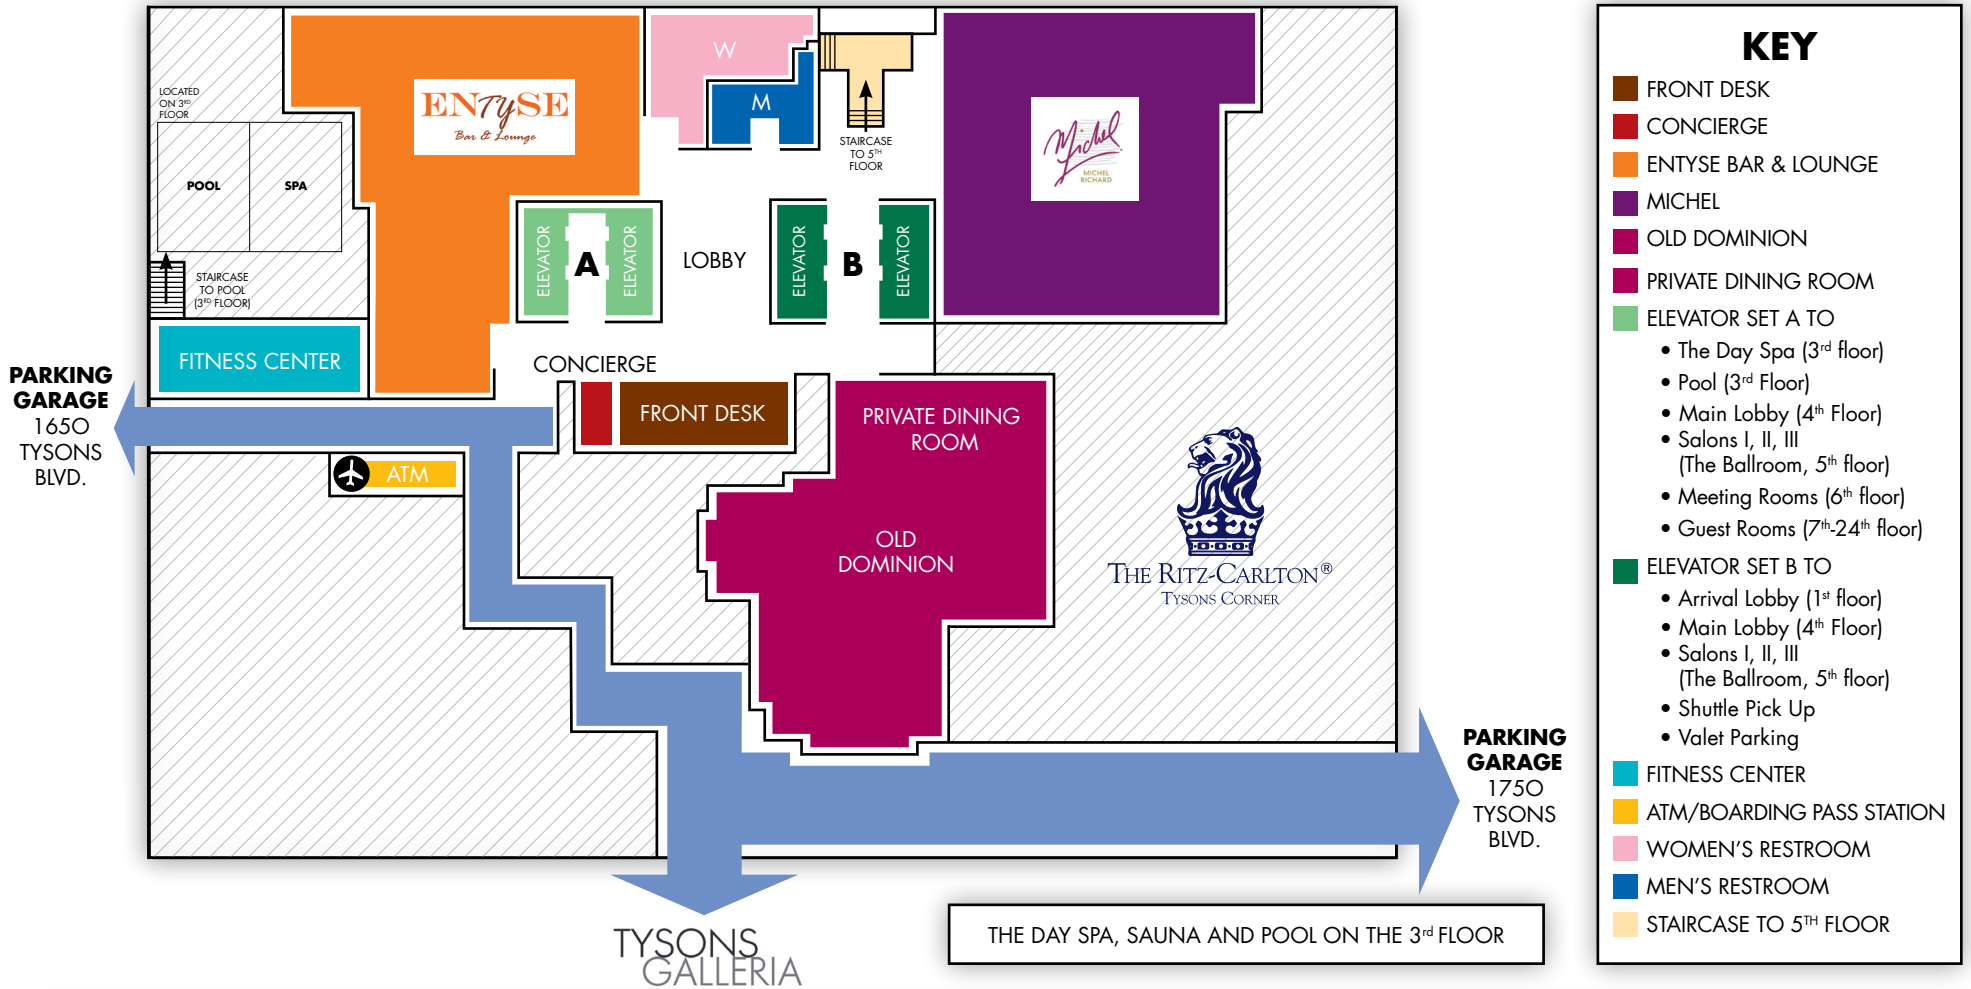 LOCATED
ON 3RD
FLOOR
POOL
SPA
STAIRCASE
TO POOL
(3RD FLOOR)
FITNESS CENTER
ENTYSE
Bar & Lounge
W
M
STAIRCASE
TO 5TH
FLOOR
Michel
MICHEL
RICHARD
ELEVATOR
A
ELEVATOR
LOBBY
ELEVATOR
B
ELEVATOR
CONCIERGE
FRONT DESK
PRIVATE DINING
ROOM
OLD
DOMINION
ATM
PARKING
GARAGE
1650
TYSONS
BLVD.
THE RITZ-CARLTON®
TYSONS CORNER
PARKING
GARAGE
1750
TYSONS
BLVD.
TYSONS
GALLERIA
THE DAY SPA, SAUNA AND POOL ON THE 3rd FLOOR
KEY
FRONT DESK
CONCIERGE
ENTYSE BAR & LOUNGE
MICHEL
OLD DOMINION
PRIVATE DINING ROOM
ELEVATOR SET A TO
• The Day Spa (3rd floor)
• Pool (3rd Floor)
• Main Lobby (4th Floor)
• Salons I, II, III
(The Ballroom, 5th floor)
• Meeting Rooms (6th floor)
• Guest Rooms (7th-24th floor)
ELEVATOR SET B TO
• Arrival Lobby (1st floor)
• Main Lobby (4th Floor)
• Salons I, II, III
(The Ballroom, 5th floor)
• Shuttle Pick Up
• Valet Parking
FITNESS CENTER
ATM/BOARDING PASS STATION
WOMEN'S RESTROOM
MEN'S RESTROOM
STAIRCASE TO 5TH FLOOR